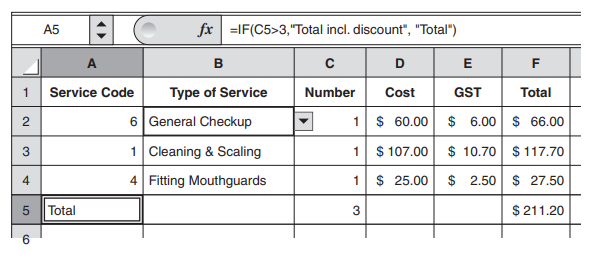 A5 fx =IF(C5>3,"Total incl. discount", "Total")
A B C D E F
1 Service Code Type of Service Number Cost GST Total
2 6 General Checkup 1 $ 60.00 $ 6.00 $ 66.00
3 1 Cleaning & Scaling 1 $ 107.00 $ 10.70 $ 117.70
4 4 Fitting Mouthguards 1 $ 25.00 $ 2.50 $ 27.50
5 Total 3 $ 211.20
6